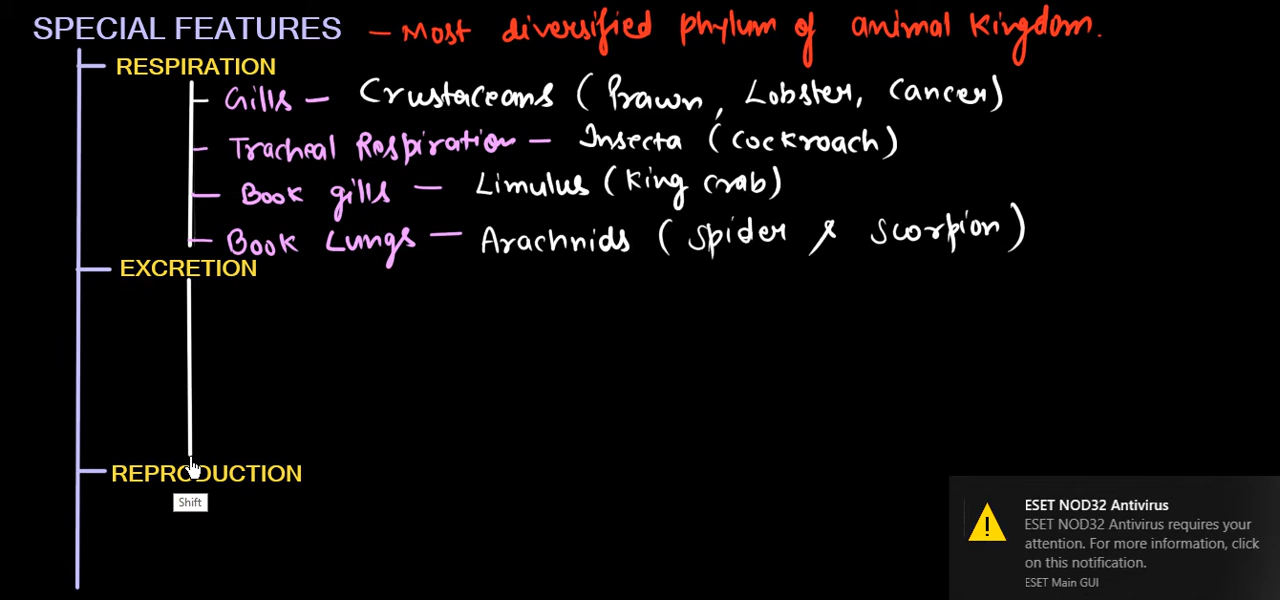 SPECIAL FEATURES - Most diversified phylum of animal kingdom.
RESPIRATION
Gills - Crustaceans (Prawn, Lobster, Cancer)
Tracheal Respiration - Insecta (cockroach)
Book gills - Limulus (King crab)
Book Lungs - Arachnids (spider & scorpion)
EXCRETION
REPRODUCTION
Shift
ESET NOD32 Antivirus
ESET NOD32 Antivirus requires your
attention. For more information, click
on this notification.
ESET Main GUI